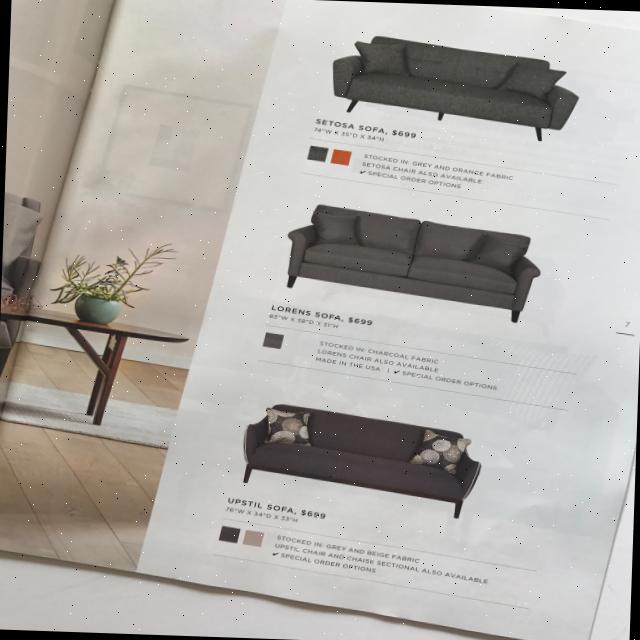 SETOSA SOFA, $699
74"W X 35"D X 34"H
STOCKED IN: GREY AND ORANGE FABRIC
SETOSA CHAIR ALSO AVAILABLE
✔ SPECIAL ORDER OPTIONS
7
LORENS SOFA, $699
83"W X 38"D X 31"H
STOCKED IN: CHARCOAL FABRIC
LORENS CHAIR ALSO AVAILABLE
MADE IN THE USA | ✔ SPECIAL ORDER OPTIONS
UPSTIL SOFA, $699
76"W X 34"D X 33"H
STOCKED IN: GREY AND BEIGE FABRIC
UPSTIL CHAIR AND CHAISE SECTIONAL ALSO AVAILABLE
✔ SPECIAL ORDER OPTIONS